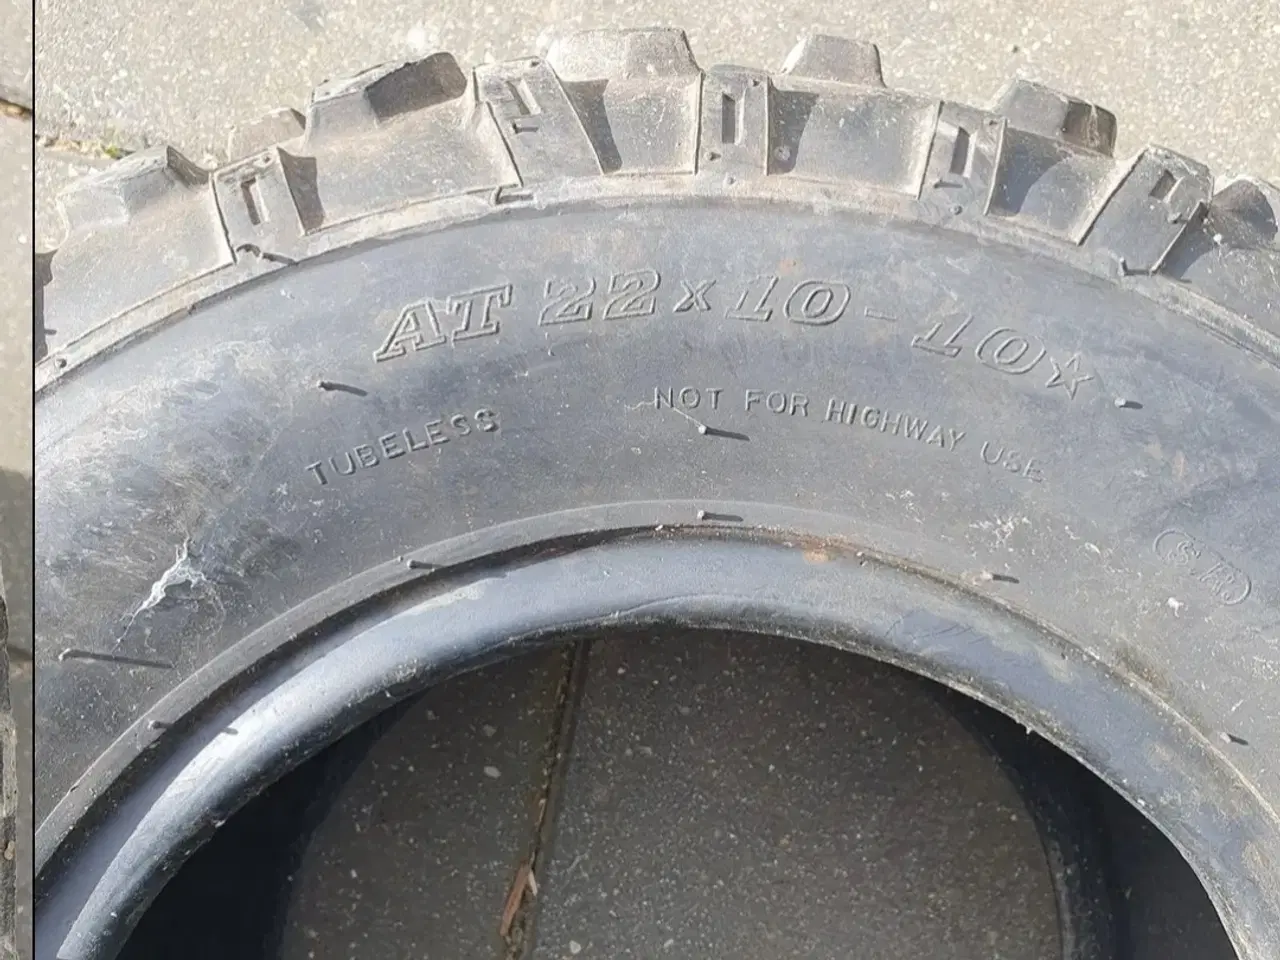 AT 22x10-10☆
TUBELESS
NOT FOR HIGHWAY USE